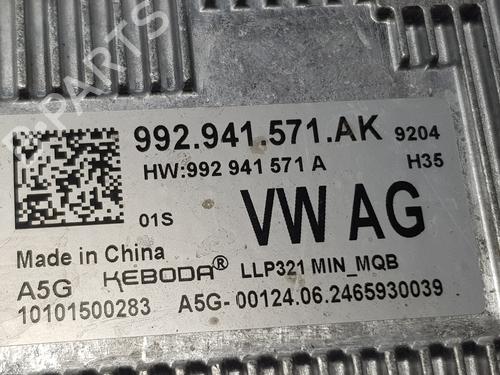 B-PARTS
992.941.571.AK 9204
HW:992 941 571 A H35
01S VW AG
Made in China
A5G KEBODA® LLP321 MIN_MQB
10101500283 A5G-00124.06.2465930039